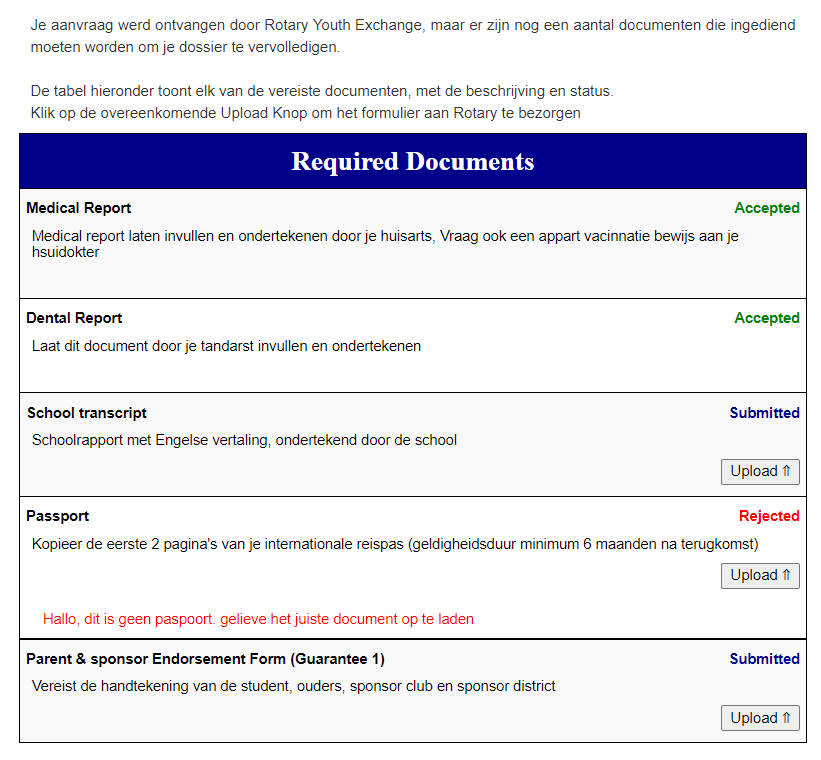 Je aanvraag werd ontvangen door Rotary Youth Exchange, maar er zijn nog een aantal documenten die ingediend
moeten worden om je dossier te vervolledigen.
De tabel hieronder toont elk van de vereiste documenten, met de beschrijving en status.
Klik op de overeenkomende Upload Knop om het formulier aan Rotary te bezorgen
Required Documents
Medical Report Accepted
Medical report laten invullen en ondertekenen door je huisarts, Vraag ook een appart vacinnatie bewijs aan je
hsuidokter
Dental Report Accepted
Laat dit document door je tandarst invullen en ondertekenen
School transcript Submitted
Schoolrapport met Engelse vertaling, ondertekend door de school
Upload ⇑
Passport Rejected
Kopieer de eerste 2 pagina's van je internationale reispas (geldigheidsduur minimum 6 maanden na terugkomst)
Upload ⇑
Hallo, dit is geen paspoort. gelieve het juiste document op te laden
Parent & sponsor Endorsement Form (Guarantee 1) Submitted
Vereist de handtekening van de student, ouders, sponsor club en sponsor district
Upload ⇑